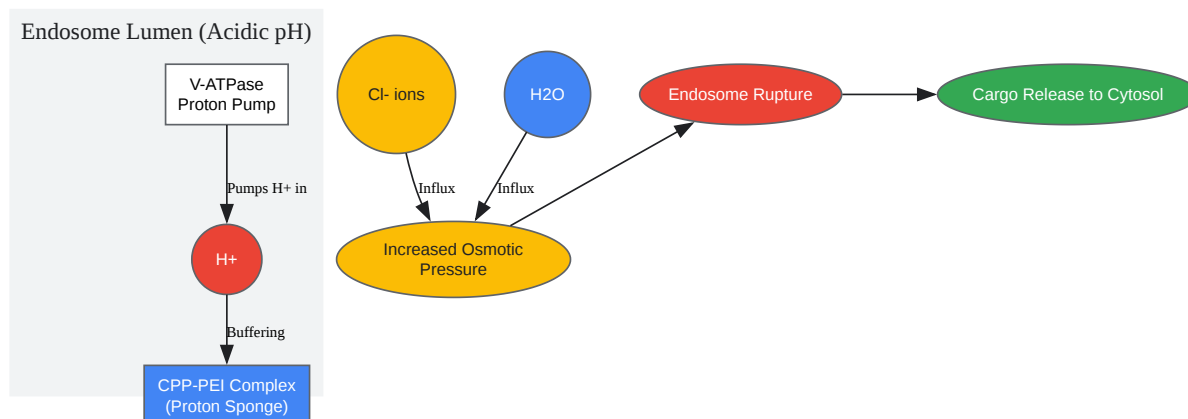 Endosome Lumen (Acidic pH)
V-ATPase
Proton Pump
Pumps H+ in
H+
Buffering
CPP-PEI Complex
(Proton Sponge)
Cl- ions
H2O
Influx
Influx
Increased Osmotic
Pressure
Endosome Rupture
Cargo Release to Cytosol